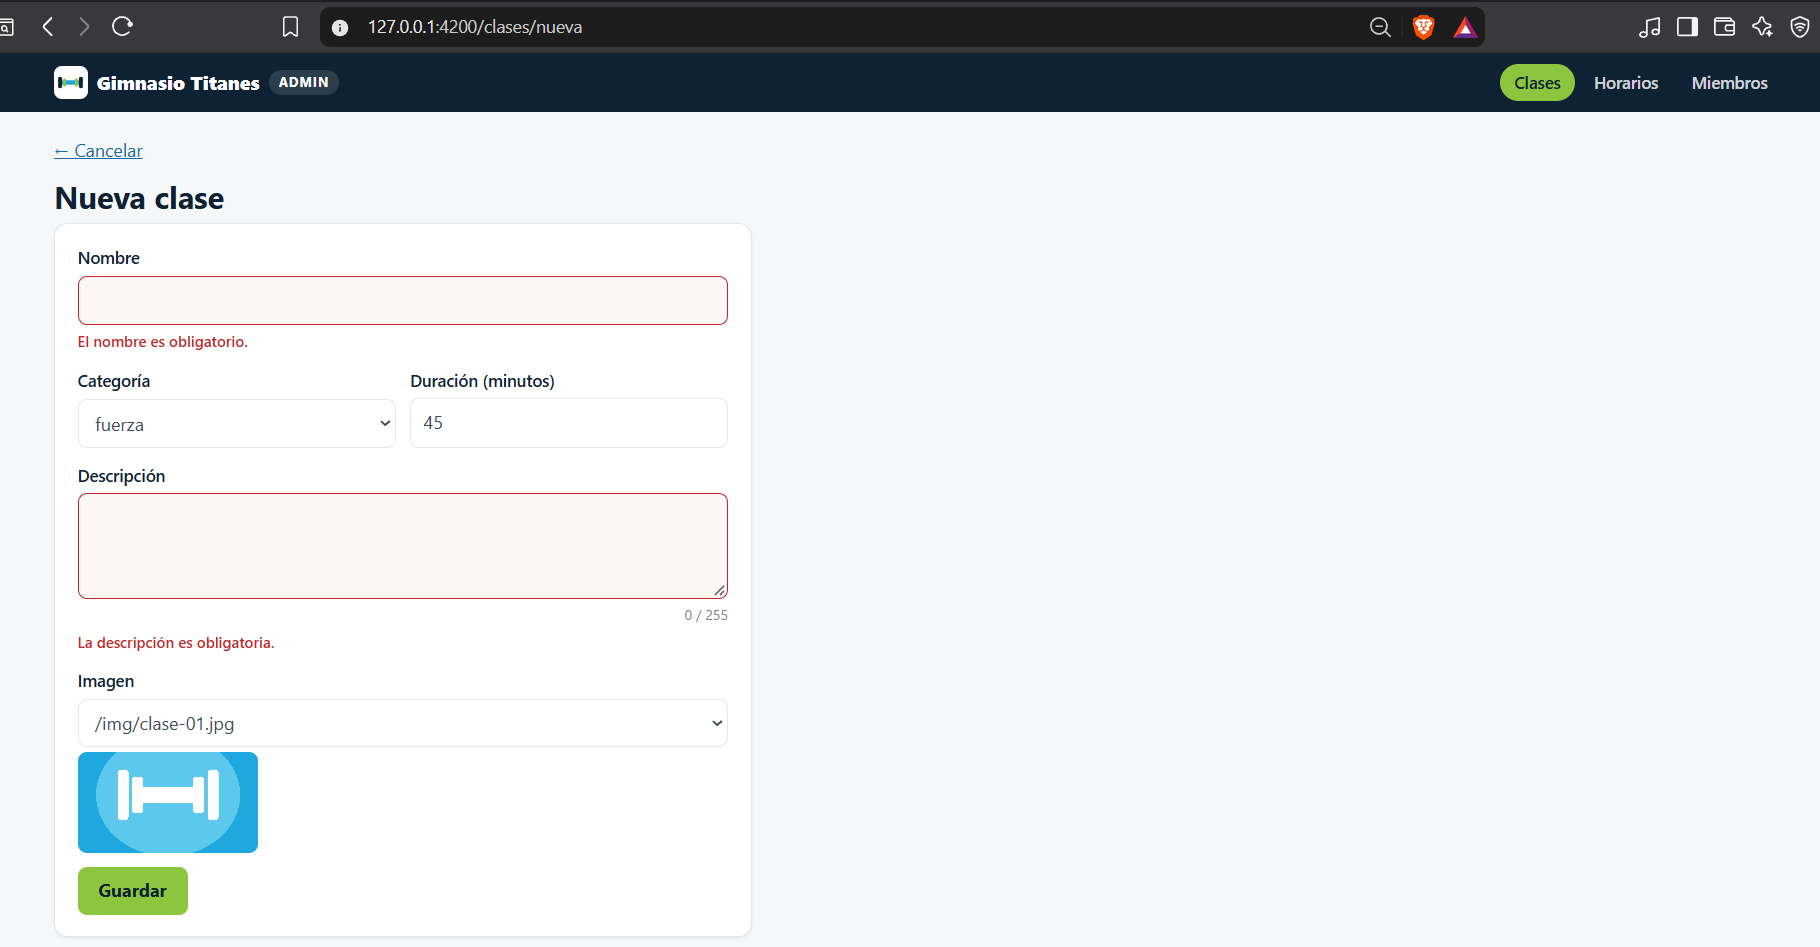 127.0.0.1:4200/clases/nueva
Gimnasio Titanes ADMIN Clases Horarios Miembros
← Cancelar
Nueva clase
Nombre
El nombre es obligatorio.
Categoría Duración (minutos)
fuerza 45
Descripción
0 / 255
La descripción es obligatoria.
Imagen
/img/clase-01.jpg
Guardar